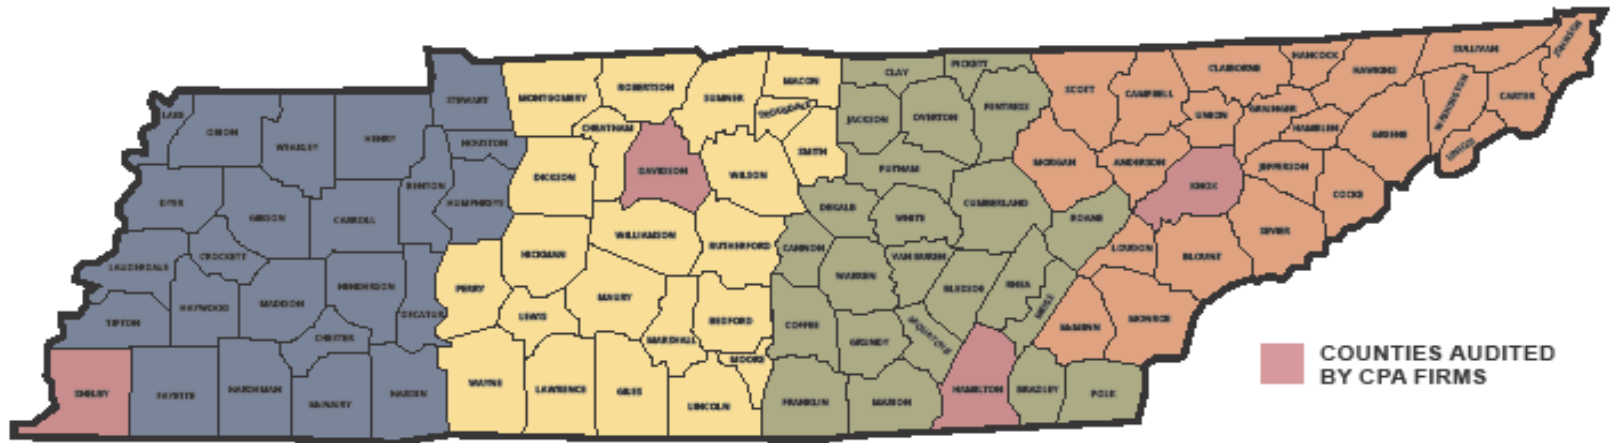 LAKE
OBION
WEAKLEY
HENRY
STEWART
HOUSTON
BENTON
HUMPHREYS
DYER
GIBSON
CARROLL
CROCKETT
LAUDERDALE
HAYWOOD
MADISON
HENDERSON
DECATUR
TIPTON
CHESTER
SHELBY
FAYETTE
HARDEMAN
MCNAIRY
HARDIN
MONTGOMERY
ROBERTSON
SUMNER
MACON
TROUSDALE
CHEATHAM
SMITH
DICKSON
DAVIDSON
WILSON
WILLIAMSON
RUTHERFORD
HICKMAN
PERRY
LEWIS
MAURY
BEDFORD
MARSHALL
MOORE
WAYNE
LAWRENCE
GILES
LINCOLN
CLAY
PICKETT
JACKSON
OVERTON
FENTRESS
PUTNAM
DEKALB
WHITE
CUMBERLAND
ROANE
CANNON
WARREN
VAN BUREN
BLEDSOE
RHEA
MEIGS
COFFEE
GRUNDY
SEQUATCHIE
FRANKLIN
MARION
HAMILTON
BRADLEY
POLK
SCOTT
CAMPBELL
CLAIBORNE
HANCOCK
HAWKINS
SULLIVAN
JOHNSON
UNION
GRAINGER
HAMBLEN
GREENE
WASHINGTON
CARTER
UNICOI
MORGAN
ANDERSON
KNOX
JEFFERSON
COCKE
SEVIER
LOUDON
BLOUNT
MCMINN
MONROE
COUNTIES AUDITED
BY CPA FIRMS